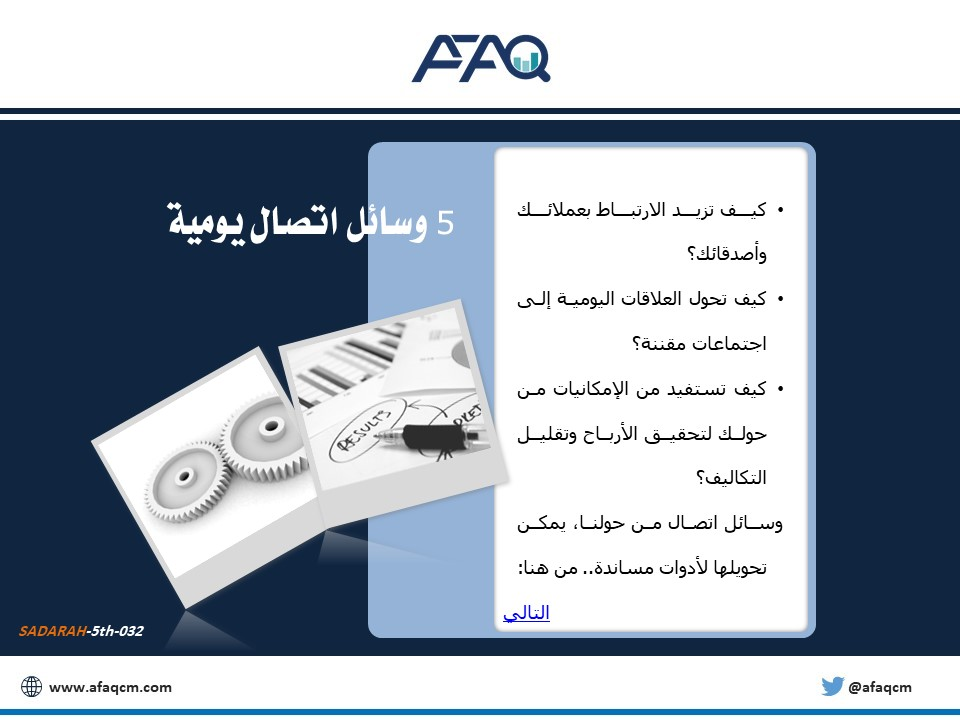 AFAQ
5 وسائل اتصال يومية
• كيف تزيد الارتباط بعملائك
وأصدقائك؟
• كيف تحول العلاقات اليومية إلى
اجتماعات مقننة؟
• كيف تستفيد من الإمكانيات من
حولك لتحقيق الأرباح وتقليل
التكاليف؟
وسائل اتصال من حولنا، يمكن
تحويلها لأدوات مساندة.. من هنا:
التالي
RESULTS
SADARAH-5th-032
www.afaqcm.com
@afaqcm